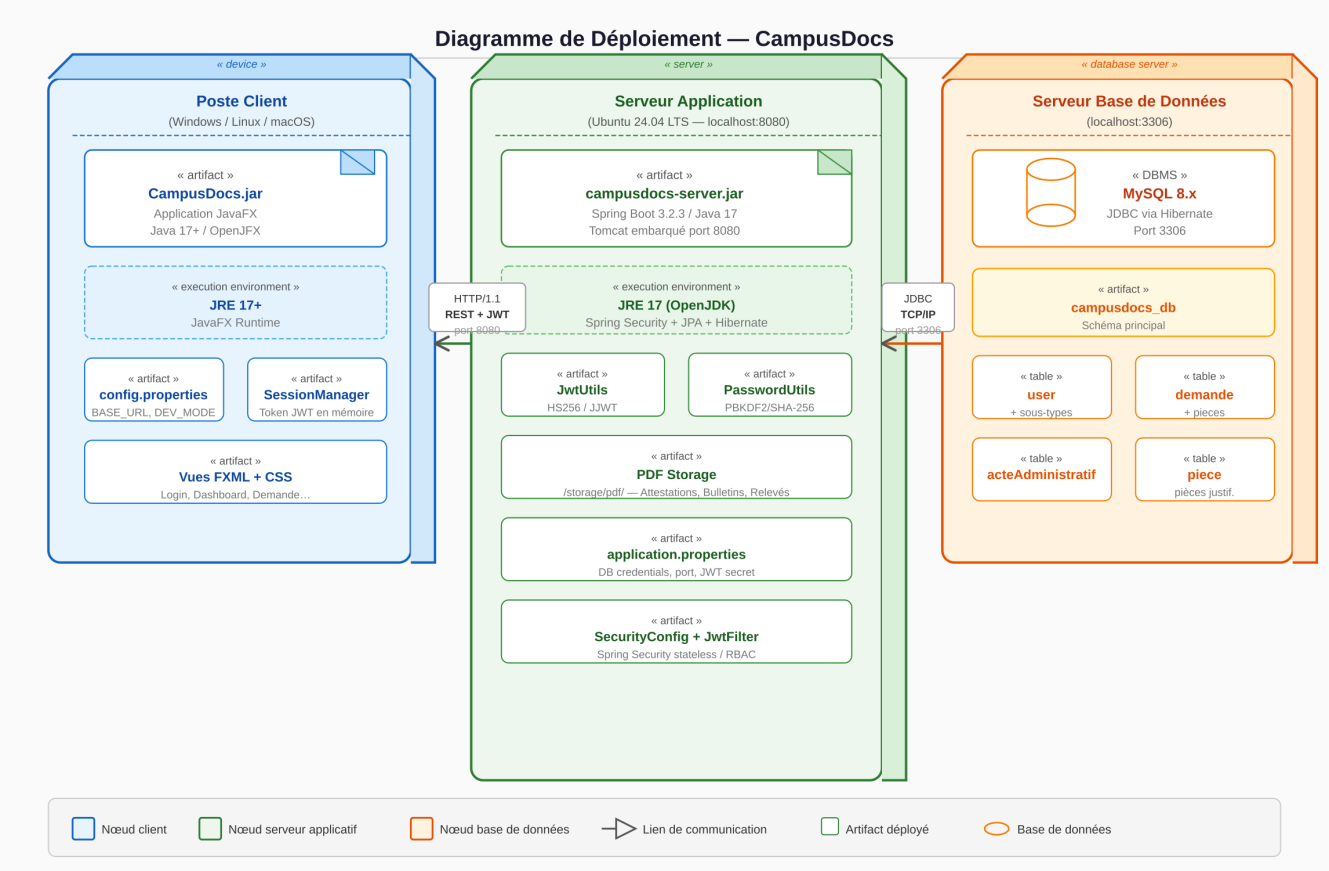 Diagramme de Déploiement — CampusDocs
« device »
Poste Client
(Windows / Linux / macOS)
« artifact »
CampusDocs.jar
Application JavaFX
Java 17+ / OpenJFX
« execution environment »
JRE 17+
JavaFX Runtime
« artifact »
config.properties
BASE_URL, DEV_MODE
« artifact »
SessionManager
Token JWT en mémoire
« artifact »
Vues FXML + CSS
Login, Dashboard, Demande…
HTTP/1.1
REST + JWT
port 8080
« server »
Serveur Application
(Ubuntu 24.04 LTS — localhost:8080)
« artifact »
campusdocs-server.jar
Spring Boot 3.2.3 / Java 17
Tomcat embarqué port 8080
« execution environment »
JRE 17 (OpenJDK)
Spring Security + JPA + Hibernate
« artifact »
JwtUtils
HS256 / JJWT
« artifact »
PasswordUtils
PBKDF2/SHA-256
« artifact »
PDF Storage
/storage/pdf/ — Attestations, Bulletins, Relevés
« artifact »
application.properties
DB credentials, port, JWT secret
« artifact »
SecurityConfig + JwtFilter
Spring Security stateless / RBAC
JDBC
TCP/IP
port 3306
« database server »
Serveur Base de Données
(localhost:3306)
« DBMS »
MySQL 8.x
JDBC via Hibernate
Port 3306
« artifact »
campusdocs_db
Schéma principal
« table »
user
+ sous-types
« table »
demande
+ pieces
« table »
acteAdministratif
« table »
piece
pièces justif.
Nœud client
Nœud serveur applicatif
Nœud base de données
Lien de communication
Artifact déployé
Base de données